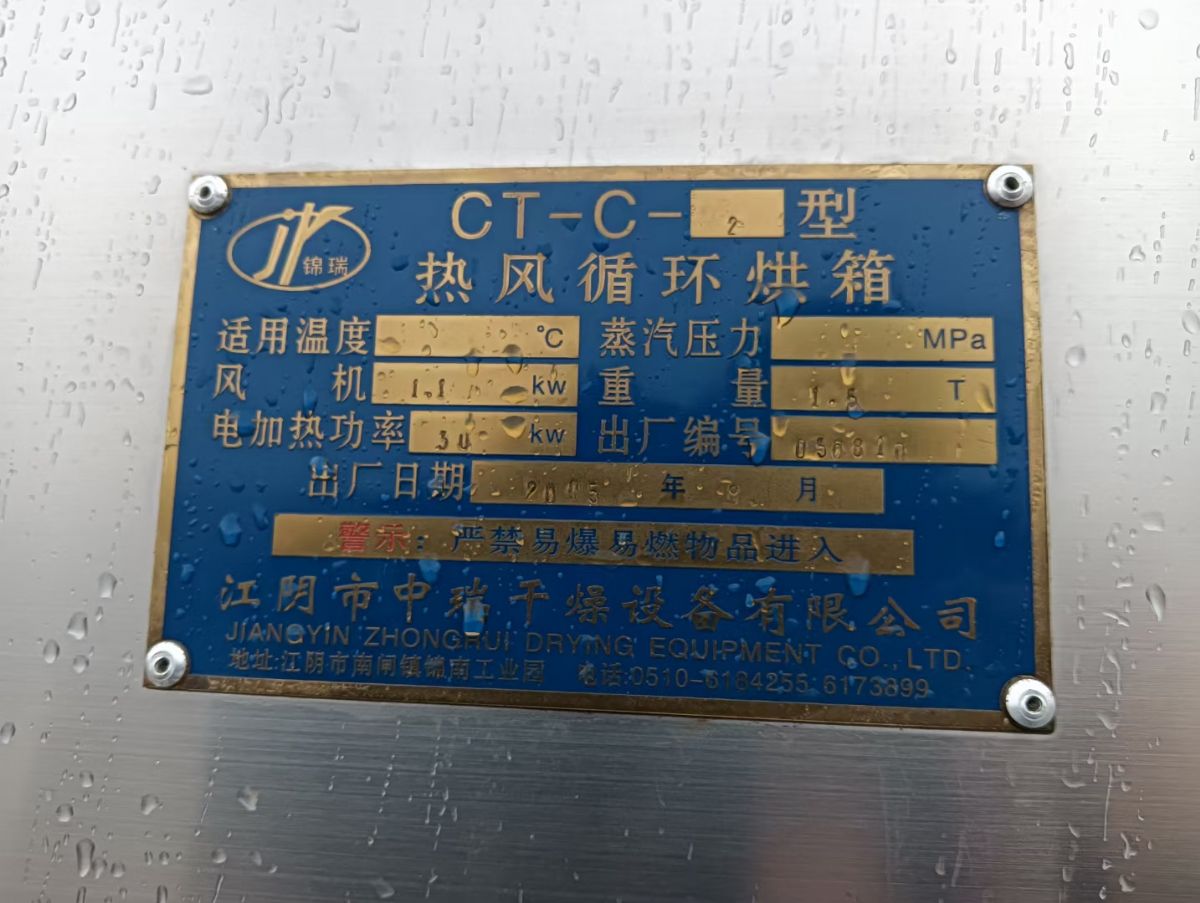 CT-C-2型
锦瑞
热风循环烘箱
适用温度 ℃ 蒸汽压力 MPa
风机 1.1 kw 重量 1.5 T
电加热功率 30 kw 出厂编号
出厂日期 2005 年 月
警示：严禁易爆易燃物品进入
江阴市中瑞干燥设备有限公司
JIANGYIN ZHONGRUI DRYING EQUIPMENT CO.,LTD.
地址:江阴市南闸镇锦南工业园 电话:0510-6184255 6173899